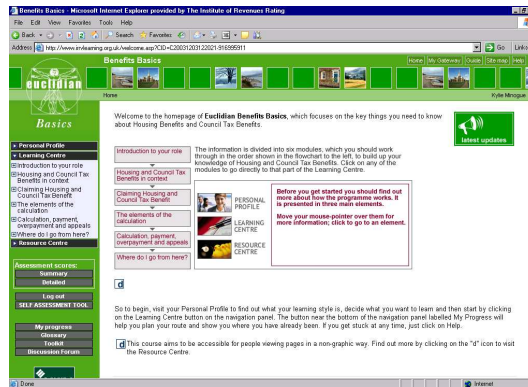 Benefits Basics - Microsoft Internet Explorer provided by The Institute of Revenues Rating
File Edit View Favorites Tools Help
Back Search Favorites
Address http://www.irrvlearning.org.uk/welcome.asp?CID=C20031203122021-916995911 Go Links
Benefits Basics
Home My Gateway Guide Site map Help
euclidian
Home
Kylie Minogue
Basics
Personal Profile
Learning Centre
Introduction to your role
Housing and Council Tax
Benefits in context
Claiming Housing and
Council Tax Benefit
The elements of the
calculation
Calculation, payment,
overpayment and appeals
Where do I go from here?
Resource Centre
Assessment scores:
Summary
Detailed
Log out
SELF ASSESSMENT TOOL
My progress
Glossary
Toolkit
Discussion Forum
Welcome to the homepage of Euclidian Benefits Basics, which focuses on the key things you need to know
about Housing Benefits and Council Tax Benefits.
latest updates
Introduction to your role
Housing and Council Tax
Benefits in context
Claiming Housing and
Council Tax Benefit
The elements of the
calculation
Calculation, payment,
overpayment and appeals
Where do I go from here?
The information is divided into six modules, which you should work
through in the order shown in the flowchart to the left, to build up your
knowledge of Housing and Council Tax Benefits. Click on any of the
modules to go directly to that part of the Learning Centre.
PERSONAL
PROFILE
LEARNING
CENTRE
RESOURCE
CENTRE
Before you get started you should find out
more about how the programme works. It
is presented in three main elements.
Move your mouse-pointer over them for
more information; click to go to an element.
d
So to begin, visit your Personal Profile to find out what your learning style is, decide what you want to learn and then start by clicking
on the Learning Centre button on the navigation panel. The button near the bottom of the navigation panel labelled My Progress will
help you plan your route and show you where you have already been. If you get stuck at any time, just click on Help.
d This course aims to be accessible for people viewing pages in a non-graphic way. Find out more by clicking on the "d" icon to visit
the Resource Centre.
Done
Internet